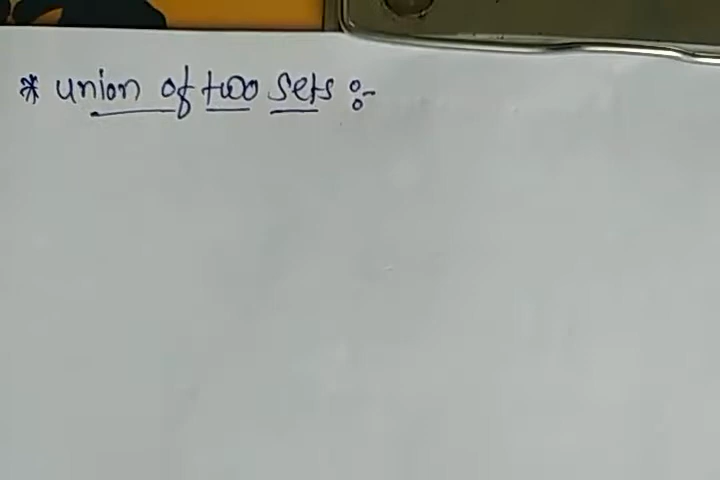 * union of two sets :-